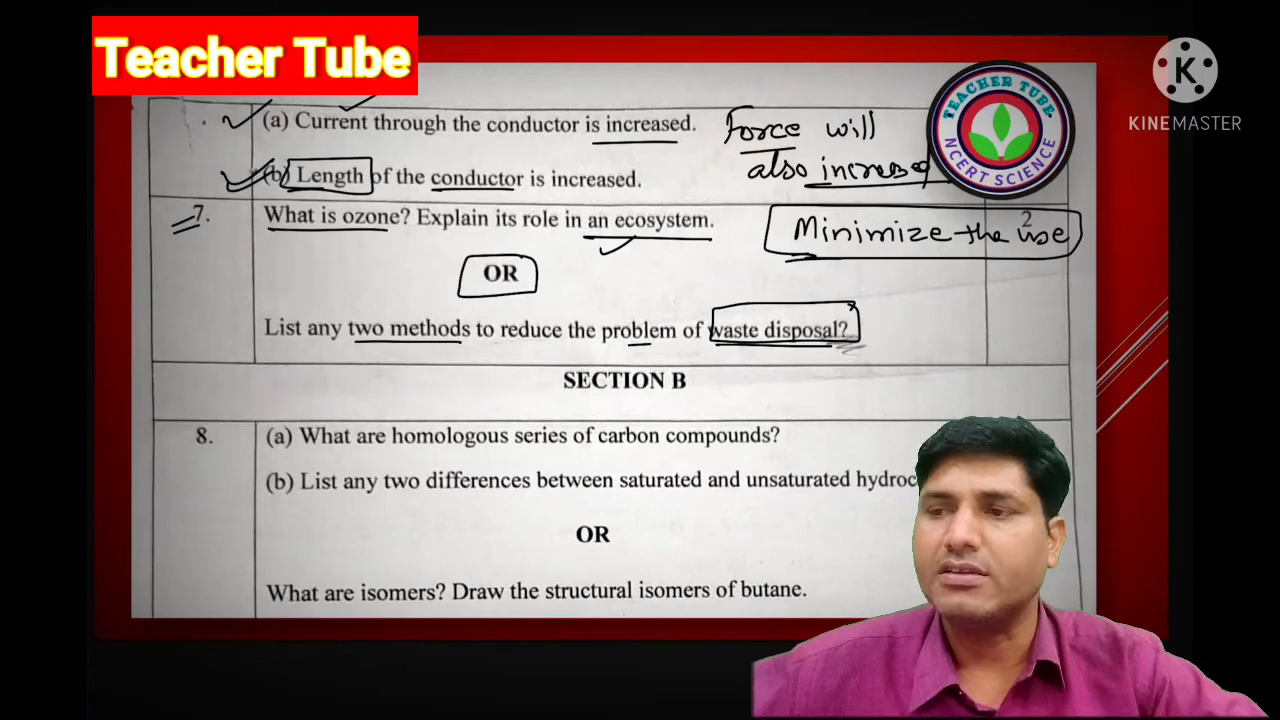 Teacher Tube
KINEMASTER
TEACHER TUBE
NCERT SCIENCE
(a) Current through the conductor is increased. Force will
(b) Length of the conductor is increased. also increased
7. What is ozone? Explain its role in an ecosystem. 2
Minimize the use
OR
List any two methods to reduce the problem of waste disposal?
SECTION B
8. (a) What are homologous series of carbon compounds?
(b) List any two differences between saturated and unsaturated hydroc
OR
What are isomers? Draw the structural isomers of butane.